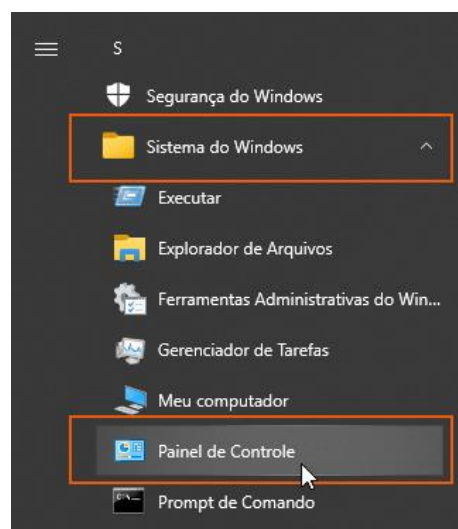 S
Segurança do Windows
Sistema do Windows
Executar
Explorador de Arquivos
Ferramentas Administrativas do Win...
Gerenciador de Tarefas
Meu computador
Painel de Controle
Prompt de Comando